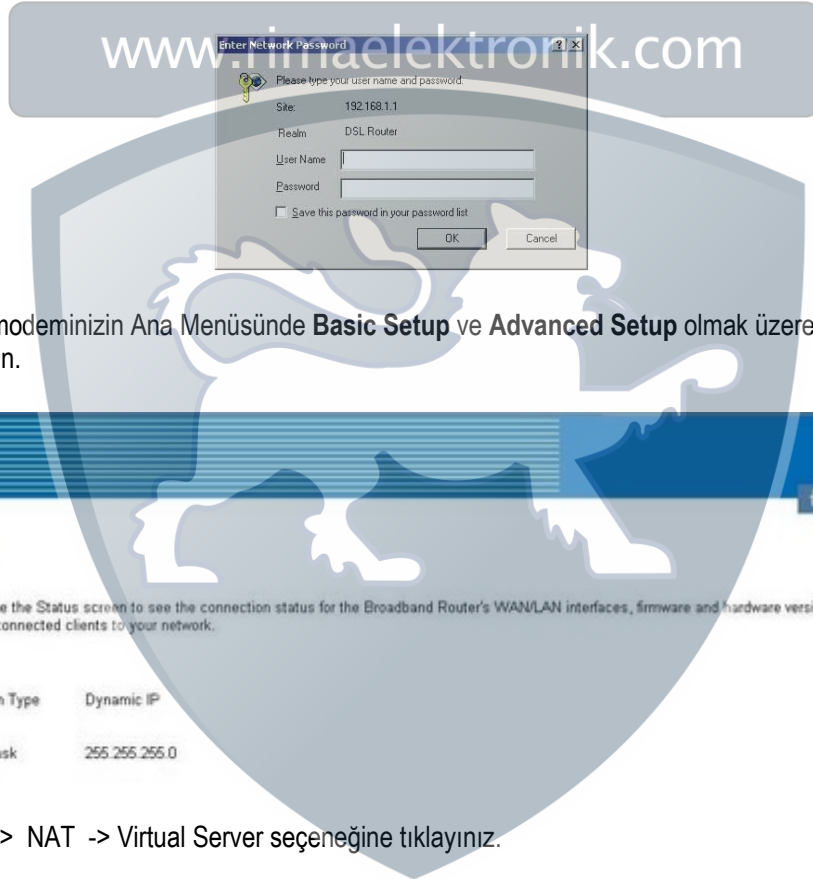 www.rimaelektronik.com
Enter Network Password
Please type your user name and password.
Site: 192.168.1.1
Realm DSL Router
User Name
Password
Save this password in your password list
OK Cancel
modeminizin Ana Menüsünde Basic Setup ve Advanced Setup olmak üzere
n.
e the Status screen to see the connection status for the Broadband Router's WAN/LAN interfaces, firmware and hardware versi
connected clients to your network.
n Type Dynamic IP
ask 255.255.255.0
> NAT -> Virtual Server seçeneğine tıklayınız.